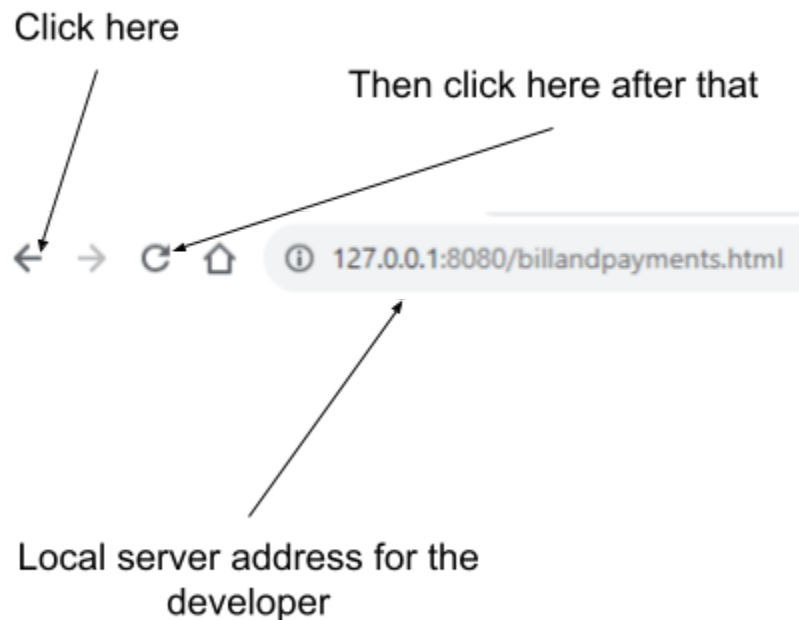 Click here
Then click here after that
127.0.0.1:8080/billandpayments.html
Local server address for the
developer